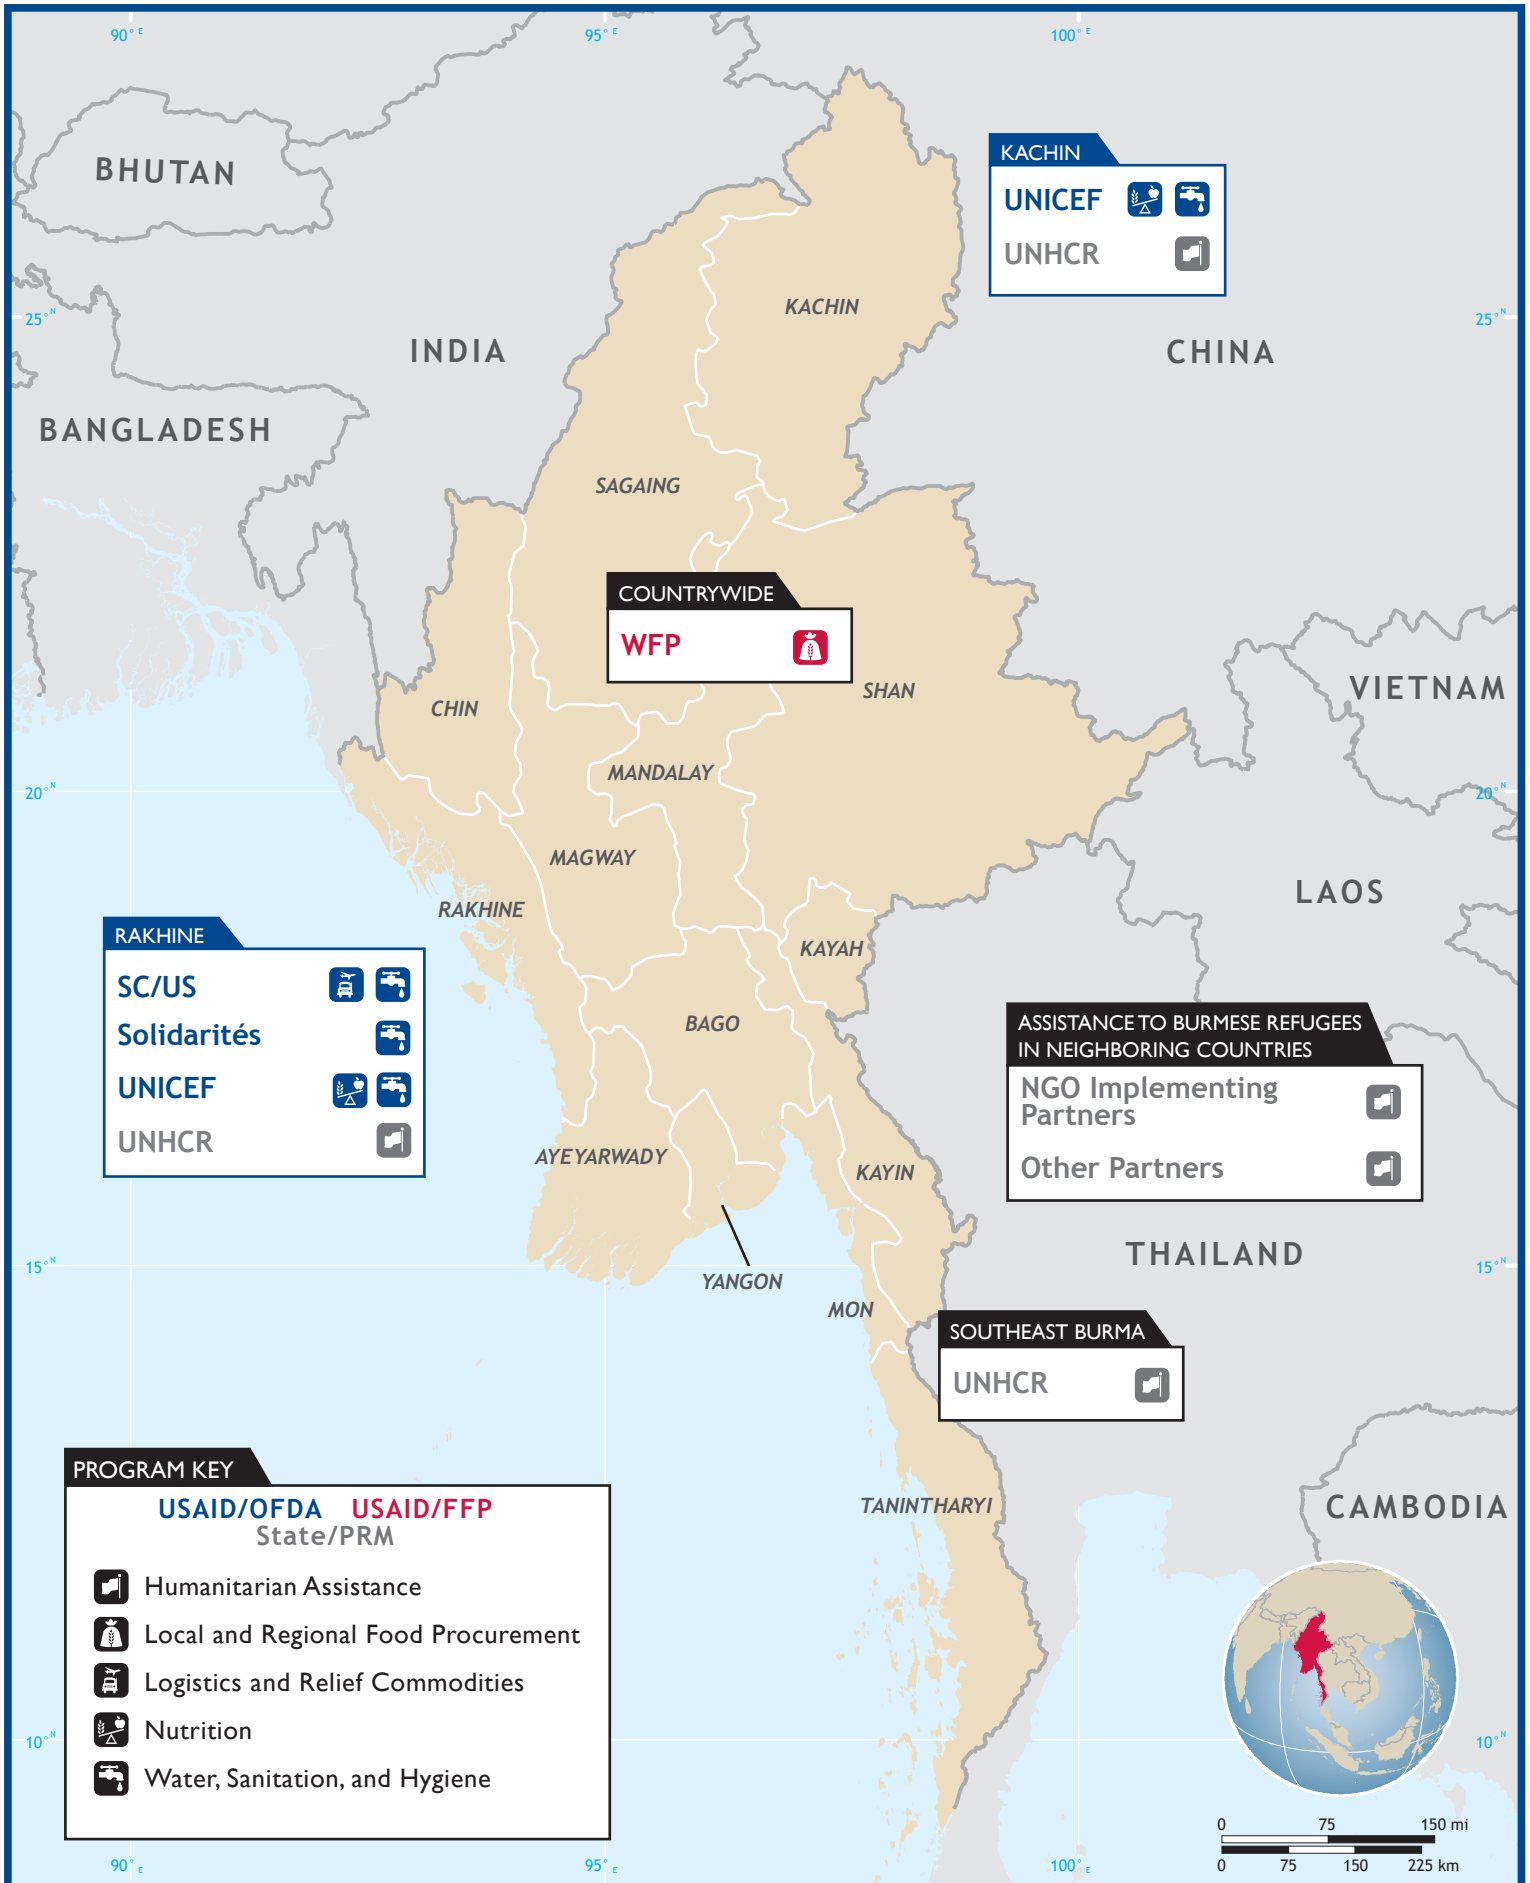 90° E
95° E
100° E
BHUTAN
KACHIN
UNICEF
UNHCR
KACHIN
25° N
25° N
INDIA
CHINA
BANGLADESH
SAGAING
COUNTRYWIDE
WFP
SHAN
VIETNAM
CHIN
MANDALAY
20° N
20° N
MAGWAY
LAOS
RAKHINE
KAYAH
RAKHINE
SC/US
Solidarités
UNICEF
UNHCR
BAGO
ASSISTANCE TO BURMESE REFUGEES
IN NEIGHBORING COUNTRIES
NGO Implementing
Partners
Other Partners
AYEYARWADY
KAYIN
THAILAND
15° N
15° N
YANGON
MON
SOUTHEAST BURMA
UNHCR
PROGRAM KEY
USAID/OFDA USAID/FFP
State/PRM
Humanitarian Assistance
Local and Regional Food Procurement
Logistics and Relief Commodities
Nutrition
Water, Sanitation, and Hygiene
TANINTHARYI
CAMBODIA
10° N
10° N
0 75 150 mi
0 75 150 225 km
90° E
95° E
100° E